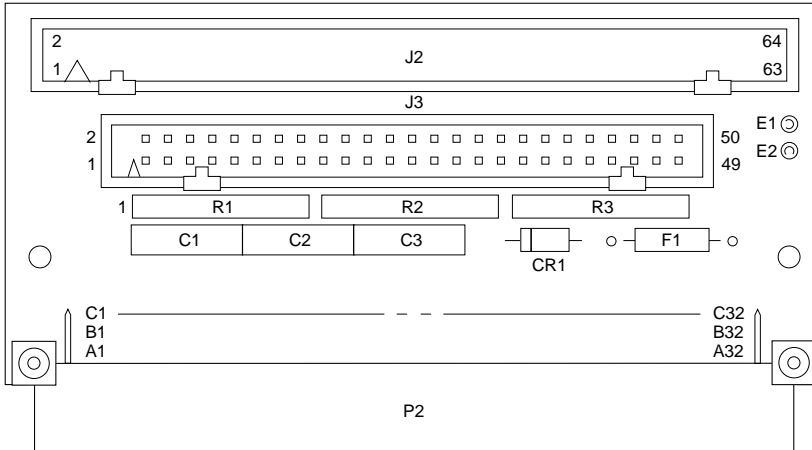 2 64
J2
1 63
J3
E1
2 50
E2
1 49
1 R1 R2 R3
C1 C2 C3 F1
CR1
C1 C32
B1 B32
A1 A32
P2